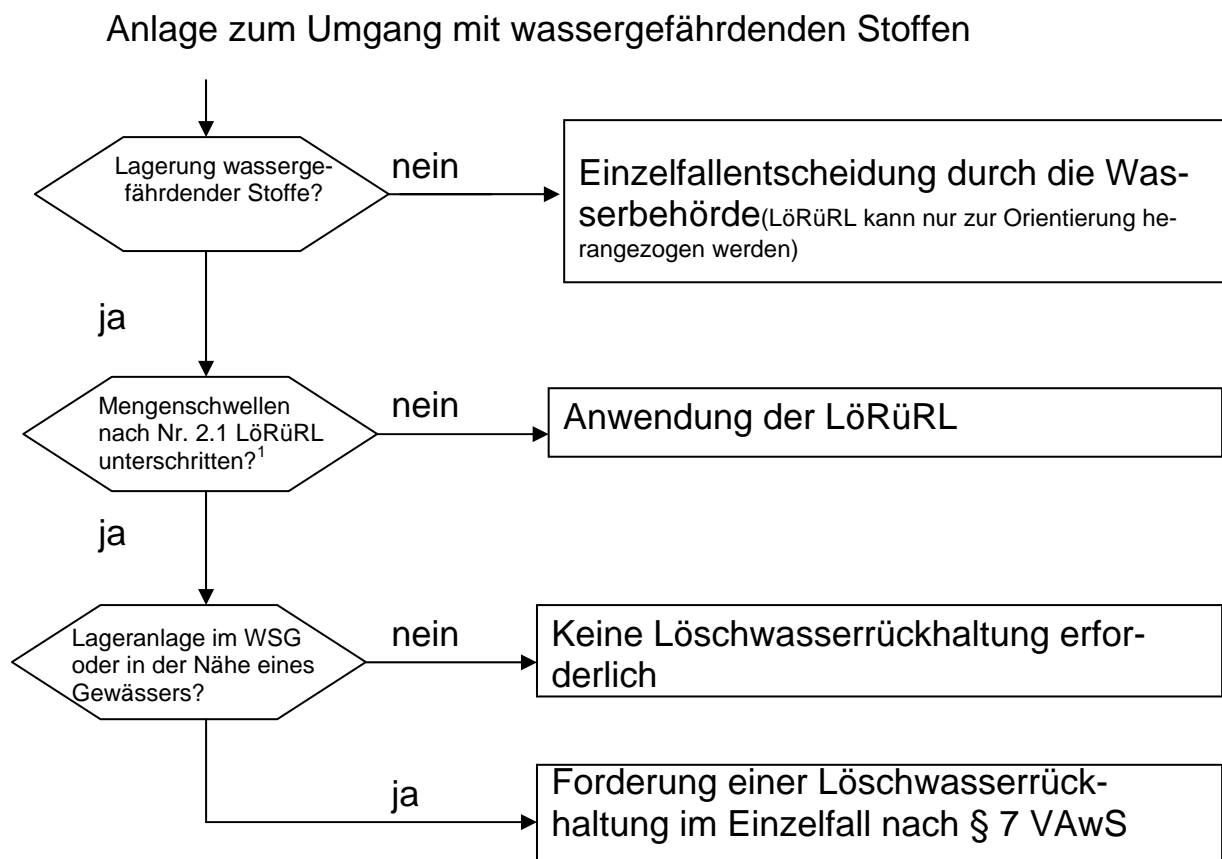 Anlage zum Umgang mit wassergefährdenden Stoffen
Lagerung wasserge-
fährdender Stoffe?
nein
Einzelfallentscheidung durch die Was-
serbehörde(LöRüRL kann nur zur Orientierung he-
rangezogen werden)
ja
Mengenschwellen
nach Nr. 2.1 LöRüRL
unterschritten?¹
nein
Anwendung der LöRüRL
ja
Lageranlage im WSG
oder in der Nähe eines
Gewässers?
nein
Keine Löschwasserrückhaltung erfor-
derlich
ja
Forderung einer Löschwasserrück-
haltung im Einzelfall nach § 7 VAwS